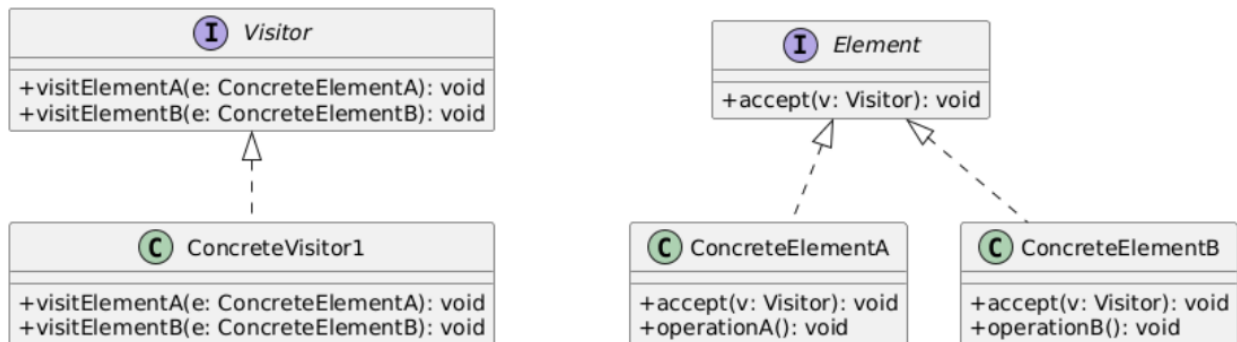 I Visitor
+visitElementA(e: ConcreteElementA): void
+visitElementB(e: ConcreteElementB): void
I Element
+accept(v: Visitor): void
C ConcreteVisitor1
+visitElementA(e: ConcreteElementA): void
+visitElementB(e: ConcreteElementB): void
C ConcreteElementA
+accept(v: Visitor): void
+operationA(): void
C ConcreteElementB
+accept(v: Visitor): void
+operationB(): void